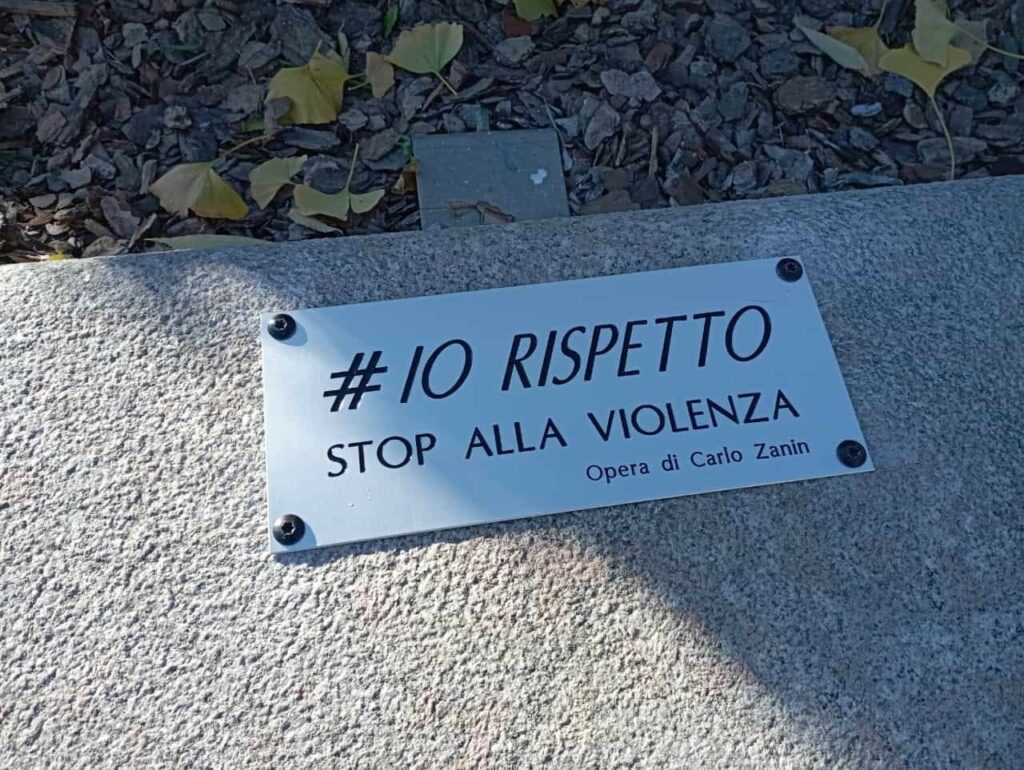 # IO RISPETTO
STOP ALLA VIOLENZA
Opera di Carlo Zanin